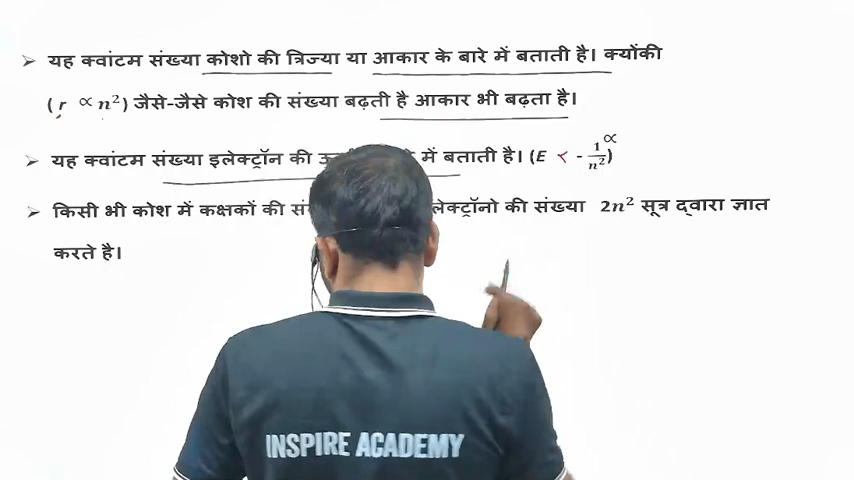 ➢ यह क्वांटम संख्या कोशो की त्रिज्या या आकार के बारे में बताती है। क्योंकी
( r ∝ n²) जैसे-जैसे कोश की संख्या बढ़ती है आकार भी बढ़ता है।
➢ यह क्वांटम संख्या इलेक्ट्रॉन की में बताती है। (E < - 1/n²) ∝
➢ किसी भी कोश में कक्षकों की की संख्या 2n² सूत्र द्वारा ज्ञात
करते है।
INSPIRE ACADEMY